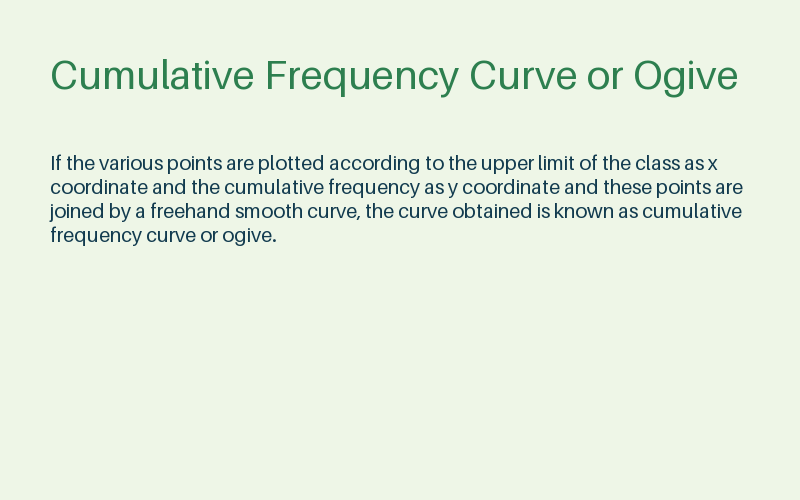 Cumulative Frequency Curve or Ogive
If the various points are plotted according to the upper limit of the class as x
coordinate and the cumulative frequency as y coordinate and these points are
joined by a freehand smooth curve, the curve obtained is known as cumulative
frequency curve or ogive.